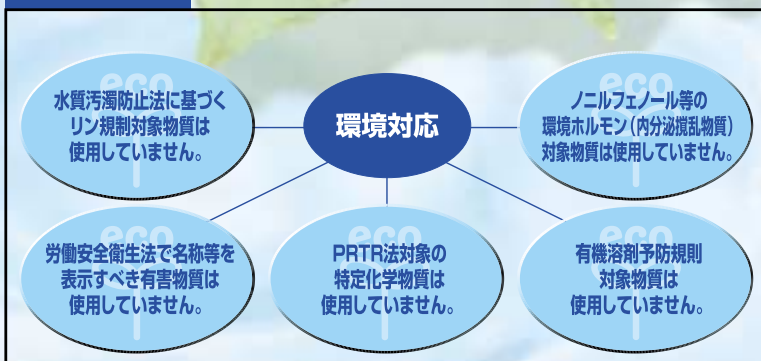 eco
水質汚濁防止法に基づく
リン規制対象物質は
使用していません。
環境対応
eco
ノニルフェノール等の
環境ホルモン（内分泌撹乱物質）
対象物質は使用していません。
eco
労働安全衛生法で名称等を
表示すべき有害物質は
使用していません。
eco
PRTR法対象の
特定化学物質は
使用していません。
eco
有機溶剤予防規則
対象物質は
使用していません。